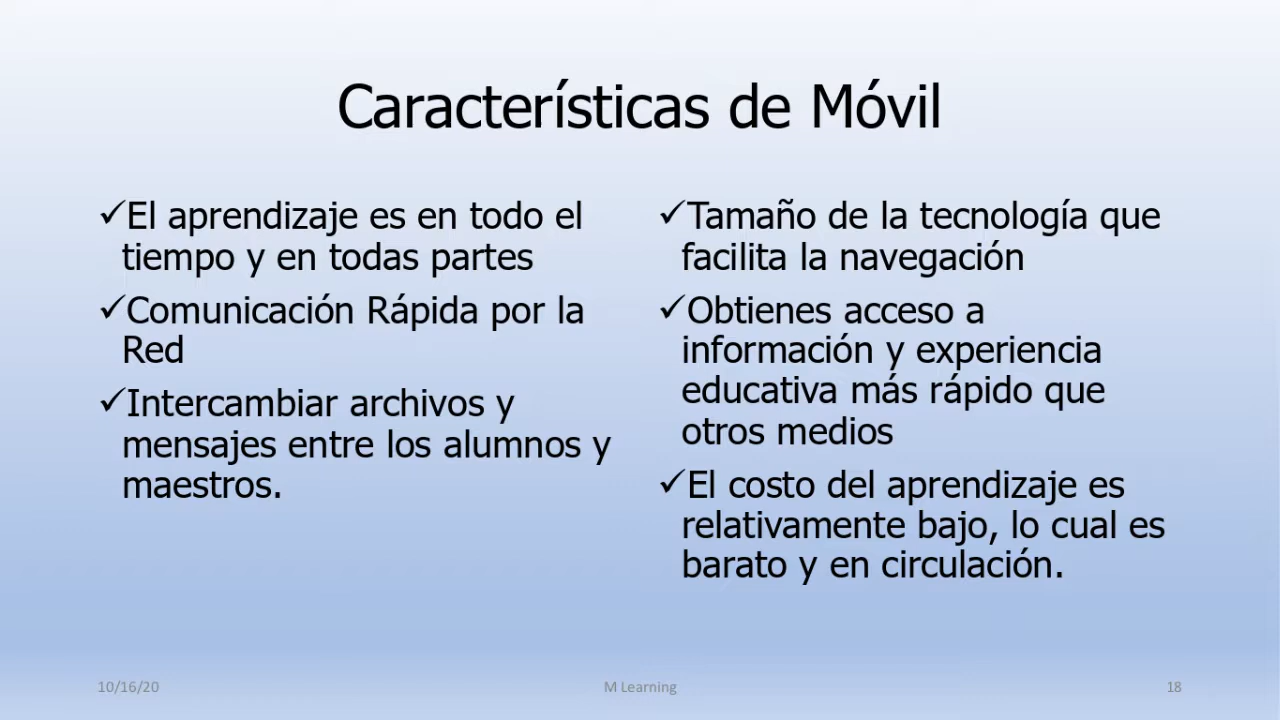 Características de Móvil
✓El aprendizaje es en todo el
tiempo y en todas partes
✓Comunicación Rápida por la
Red
✓Intercambiar archivos y
mensajes entre los alumnos y
maestros.
✓Tamaño de la tecnología que
facilita la navegación
✓Obtienes acceso a
información y experiencia
educativa más rápido que
otros medios
✓El costo del aprendizaje es
relativamente bajo, lo cual es
barato y en circulación.
10/16/20
M Learning
18